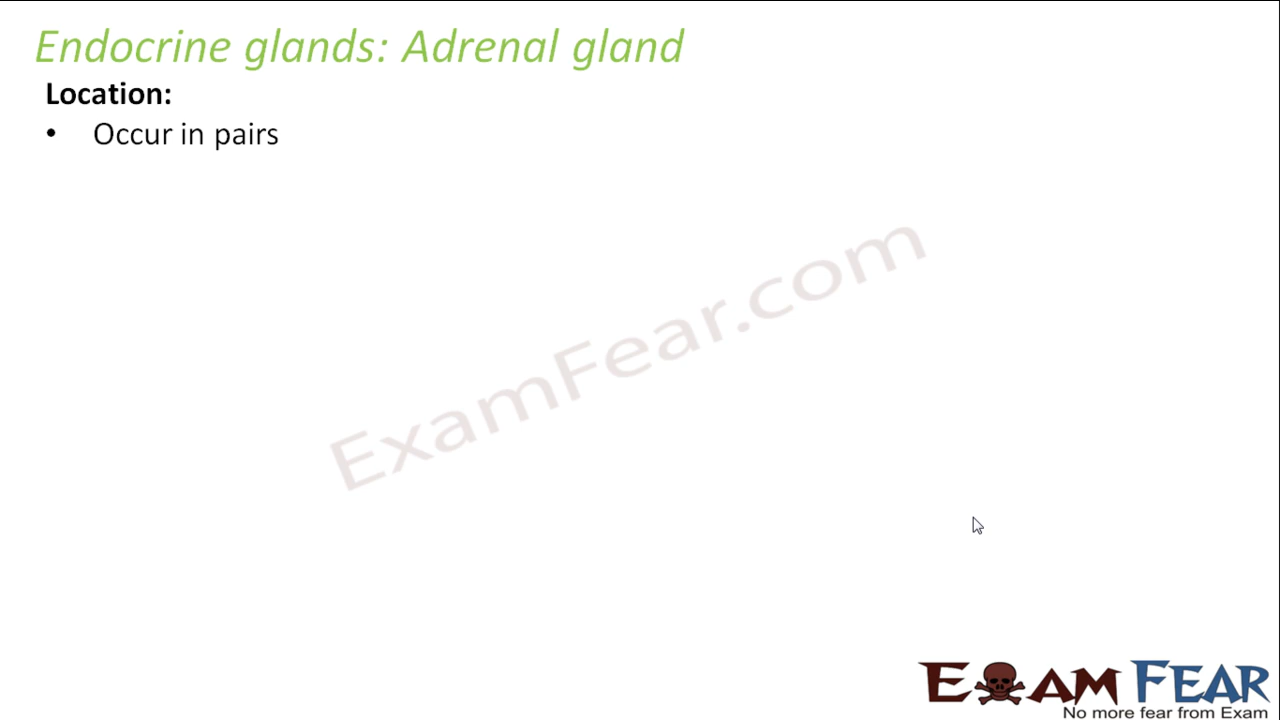 Endocrine glands: Adrenal gland
Location:
• Occur in pairs
ExamFear.com
EXAM FEAR
No more fear from Exam